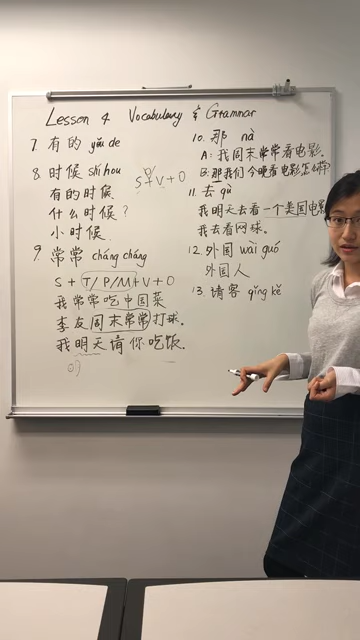 Lesson 4 Vocabulary & Grammar
7. 有的 yǒu de
8. 时候 shí hou
有的时候
什么时候？
小时候
9. 常常 cháng cháng
S + T/P/M + V + O
我常常吃中国菜
李友周末常常打球。
我明天请你吃饭。
S+V+O
10. 那 nà
A: 我周末常常看电影。
B: 那我们今晚看电影怎么样
11. 去 qù
我明天去看一个美国电影
我去看网球。
12. 外国 wài guó
外国人
13. 请客 qǐng kè